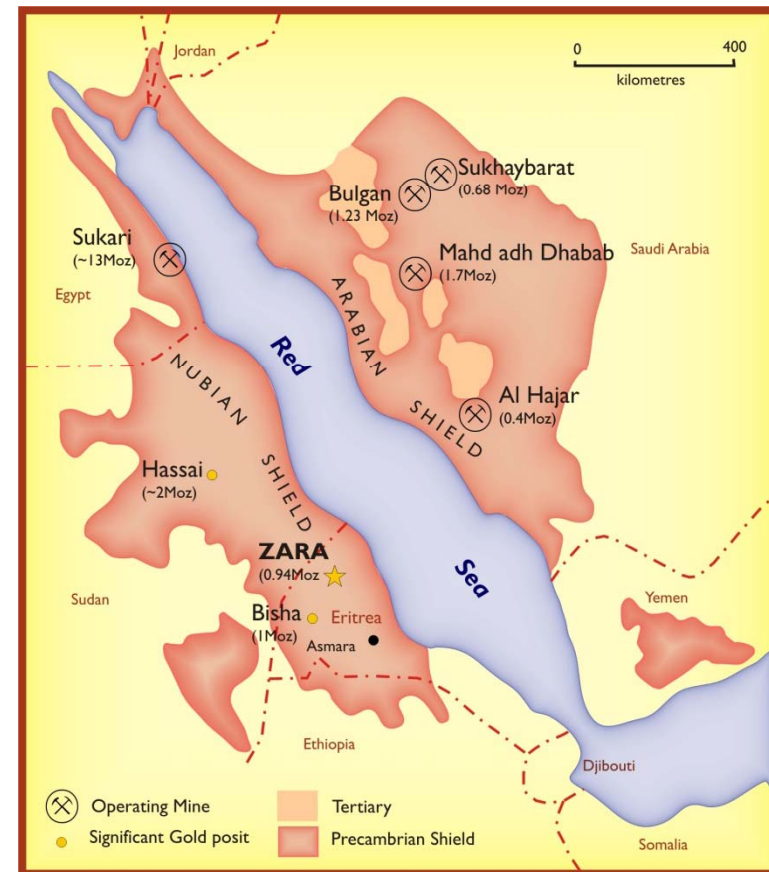 Jordan
0 400
kilometres
Sukhaybarat
(0.68 Moz)
Bulgan
(1.23 Moz)
Sukari
(~13Moz)
Mahd adh Dhabab
(1.7Moz)
Saudi Arabia
Egypt
ARABIAN
SHIELD
Red
Sea
NUBIAN
SHIELD
Al Hajar
(0.4Moz)
Hassai
(~2Moz)
ZARA
(0.94Moz
Sudan
Bisha
(1Moz)
Eritrea
Asmara
Yemen
Ethiopia
Djibouti
Somalia
Operating Mine
Tertiary
Significant Gold posit
Precambrian Shield